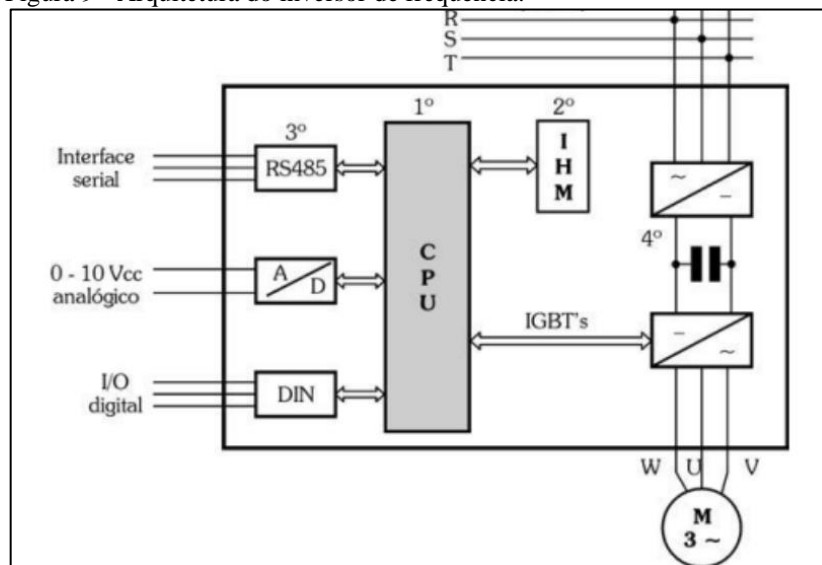 Figura 9 - Arquitetura do inversor de frequência.
R
S
T
1º
2º
3º
Interface
serial
RS485
I
H
M
~
–
4º
0 - 10 Vcc
analógico
A
D
C
P
U
IGBT's
–
~
I/O
digital
DIN
W U V
M
3 ~